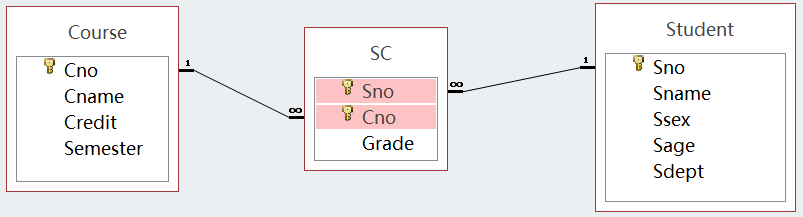 Course
Cno
Cname
Credit
Semester
1
∞
SC
Sno
Cno
Grade
∞
1
Student
Sno
Sname
Ssex
Sage
Sdept